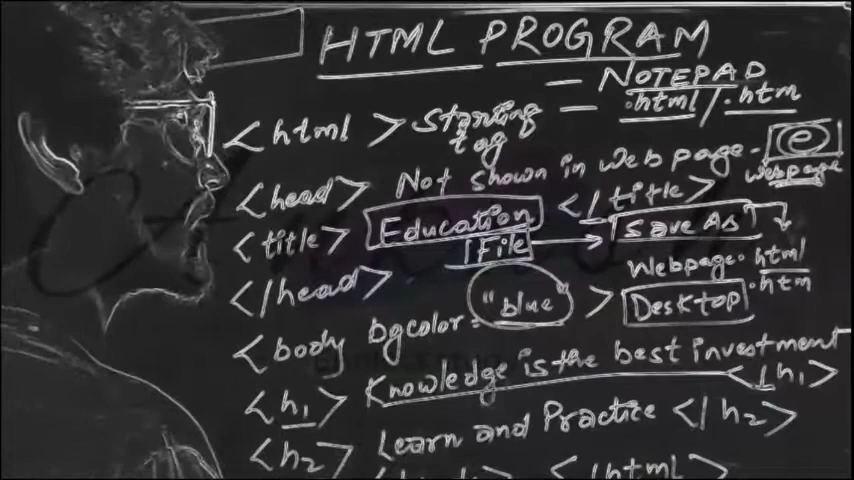 HTML PROGRAM
— NOTEPAD
— .html/.htm
<html> Starting tag
<head> Not shown in web page. e
webpage
<title> Education </title>
File → Save As
</head> Webpage.html
.htm
<body bgcolor="blue"> Desktop
<h1> Knowledge is the best investment </h1>
<h2> Learn and Practice </h2>
</html>